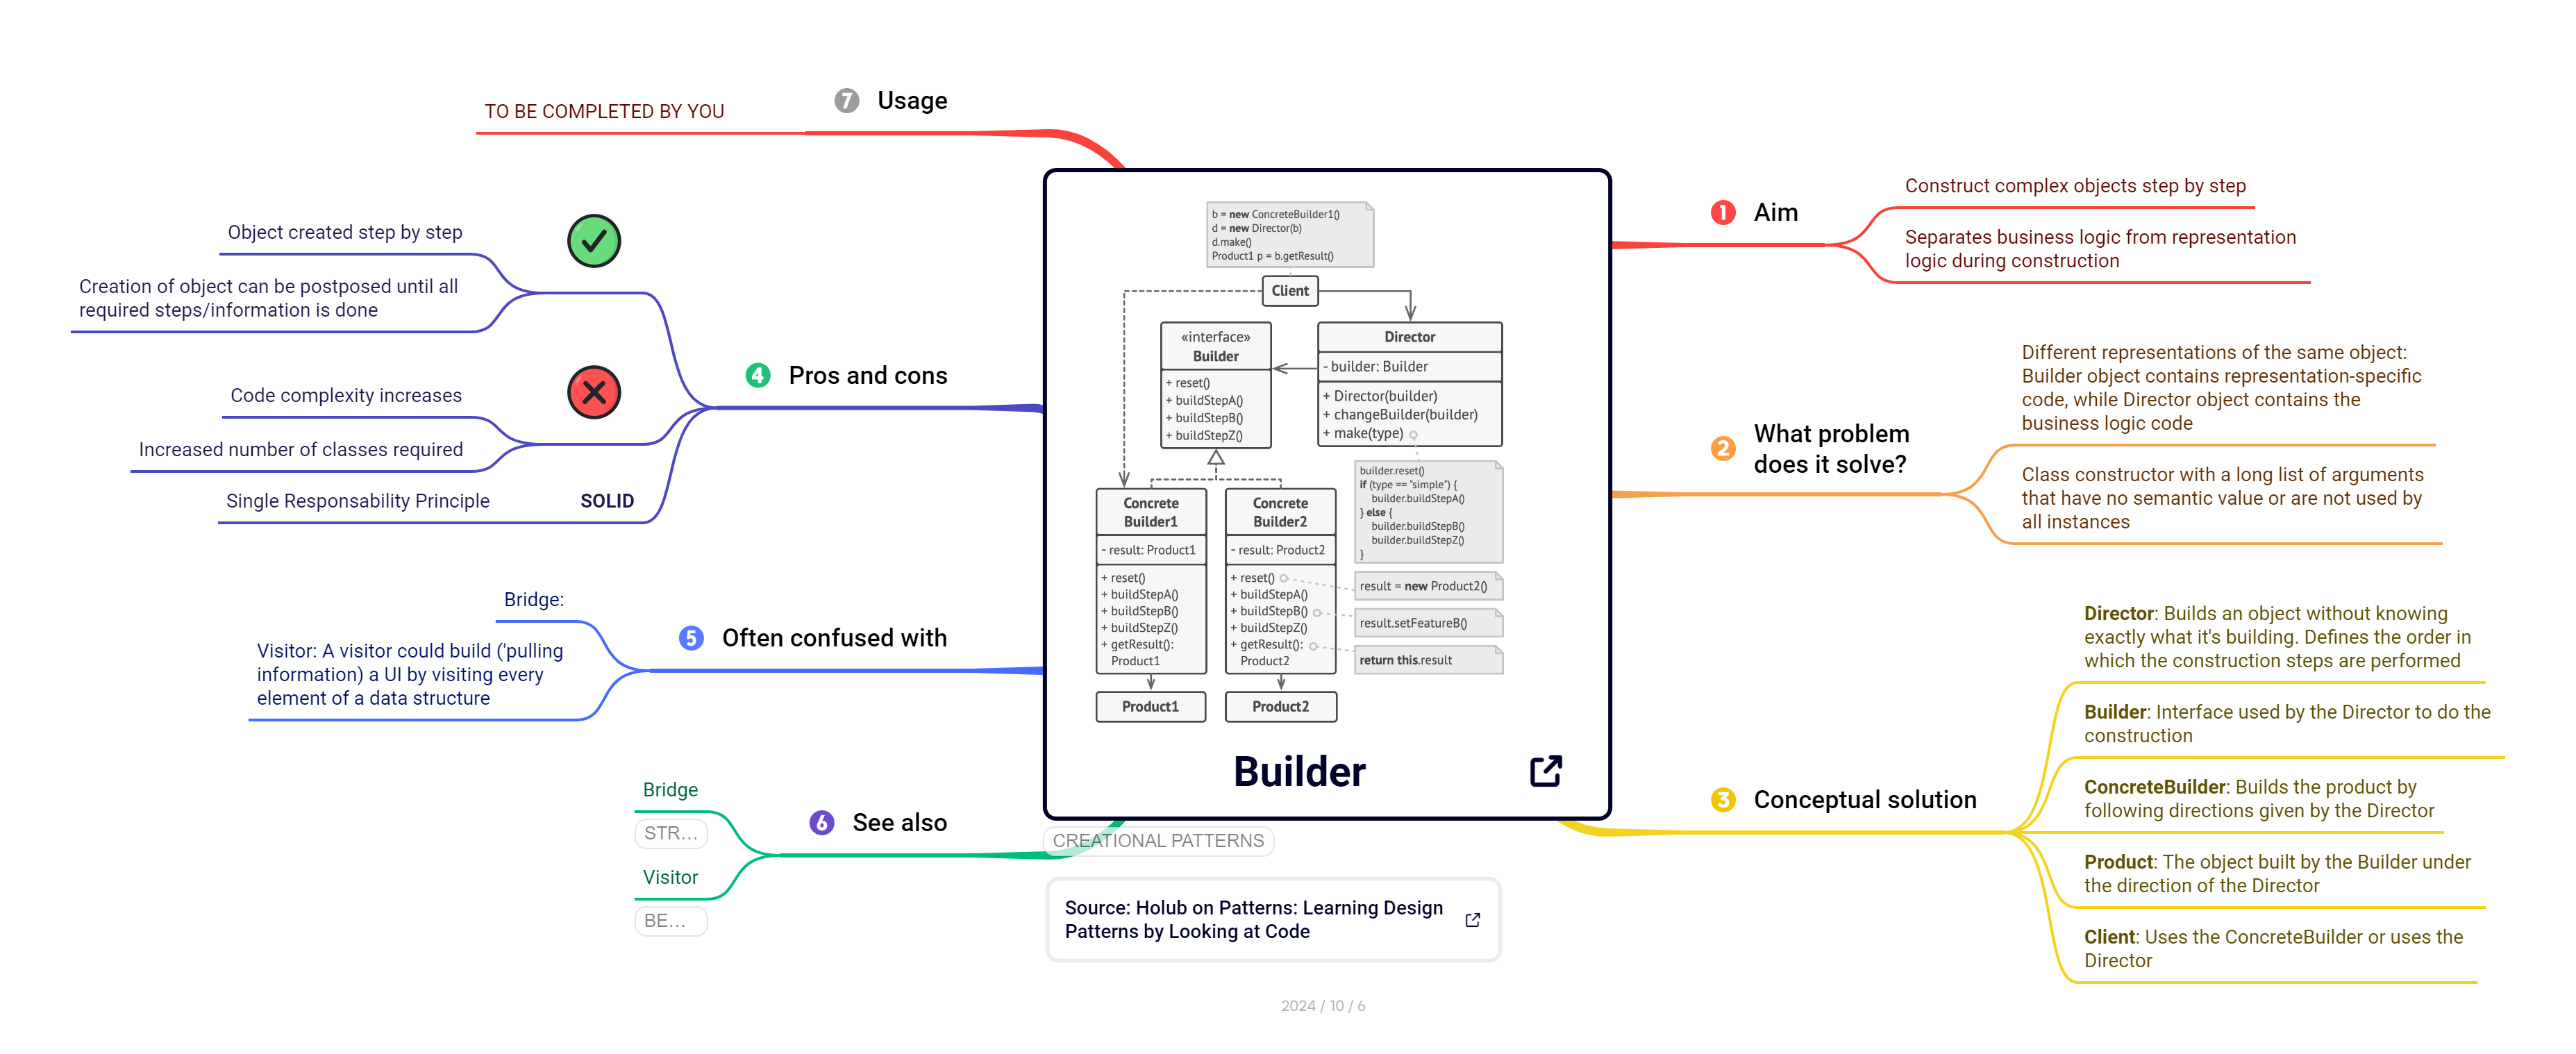 7 Usage
TO BE COMPLETED BY YOU
4 Pros and cons
Object created step by step
Creation of object can be postposed until all
required steps/information is done
Code complexity increases
Increased number of classes required
SOLID
Single Responsability Principle
5 Often confused with
Bridge:
Visitor: A visitor could build ('pulling
information) a UI by visiting every
element of a data structure
6 See also
Bridge
STR...
Visitor
BE...
b = new ConcreteBuilder1()
d = new Director(b)
d.make()
Product1 p = b.getResult()
Client
«interface»
Builder
+ reset()
+ buildStepA()
+ buildStepB()
+ buildStepZ()
Director
- builder: Builder
+ Director(builder)
+ changeBuilder(builder)
+ make(type)
builder.reset()
if (type == "simple") {
builder.buildStepA()
} else {
builder.buildStepB()
builder.buildStepZ()
}
Concrete
Builder1
- result: Product1
+ reset()
+ buildStepA()
+ buildStepB()
+ buildStepZ()
+ getResult():
Product1
Concrete
Builder2
- result: Product2
+ reset()
+ buildStepA()
+ buildStepB()
+ buildStepZ()
+ getResult():
Product2
result = new Product2()
result.setFeatureB()
return this.result
Product1
Product2
Builder
CREATIONAL PATTERNS
Source: Holub on Patterns: Learning Design
Patterns by Looking at Code
2024 / 10 / 6
1 Aim
Construct complex objects step by step
Separates business logic from representation
logic during construction
2 What problem
does it solve?
Different representations of the same object:
Builder object contains representation-specific
code, while Director object contains the
business logic code
Class constructor with a long list of arguments
that have no semantic value or are not used by
all instances
3 Conceptual solution
Director: Builds an object without knowing
exactly what it's building. Defines the order in
which the construction steps are performed
Builder: Interface used by the Director to do the
construction
ConcreteBuilder: Builds the product by
following directions given by the Director
Product: The object built by the Builder under
the direction of the Director
Client: Uses the ConcreteBuilder or uses the
Director